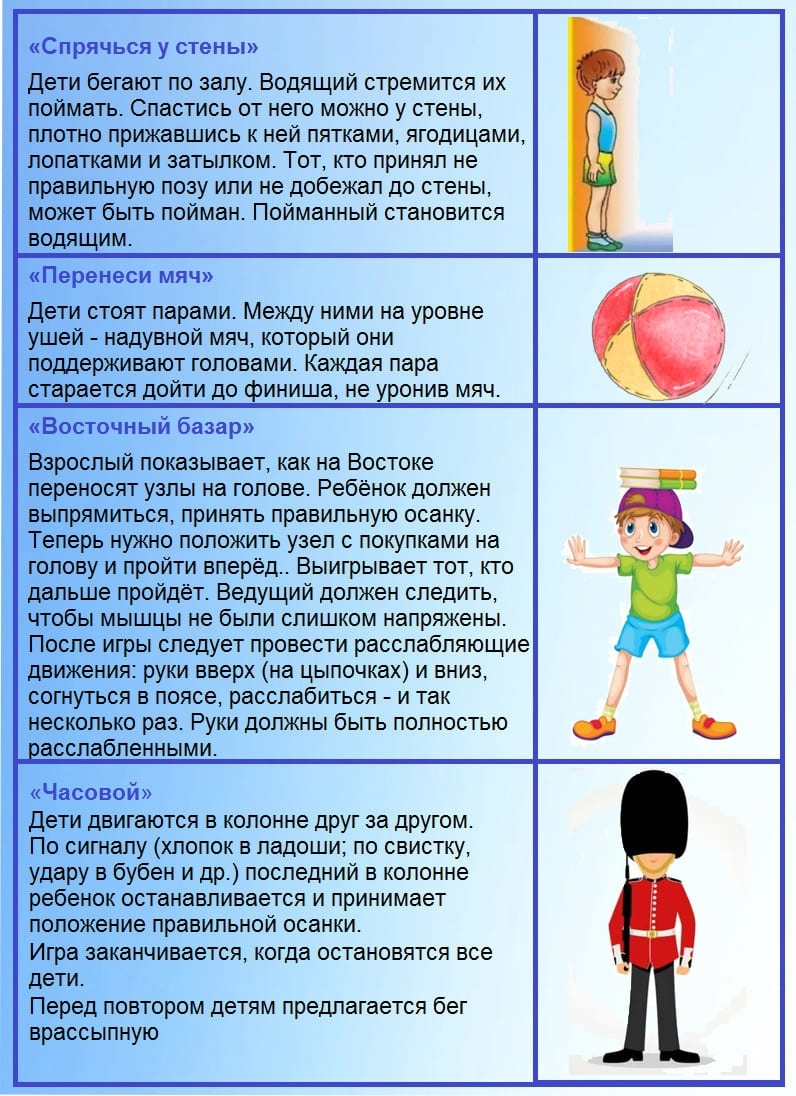 «Спрячься у стены»
Дети бегают по залу. Водящий стремится их
поймать. Спастись от него можно у стены,
плотно прижавшись к ней пятками, ягодицами,
лопатками и затылком. Тот, кто принял не
правильную позу или не добежал до стены,
может быть пойман. Пойманный становится
водящим.
«Перенеси мяч»
Дети стоят парами. Между ними на уровне
ушей - надувной мяч, который они
поддерживают головами. Каждая пара
старается дойти до финиша, не уронив мяч.
«Восточный базар»
Взрослый показывает, как на Востоке
переносят узлы на голове. Ребёнок должен
выпрямиться, принять правильную осанку.
Теперь нужно положить узел с покупками на
голову и пройти вперёд.. Выигрывает тот, кто
дальше пройдёт. Ведущий должен следить,
чтобы мышцы не были слишком напряжены.
После игры следует провести расслабляющие
движения: руки вверх (на цыпочках) и вниз,
согнуться в поясе, расслабиться - и так
несколько раз. Руки должны быть полностью
расслабленными.
«Часовой»
Дети двигаются в колонне друг за другом.
По сигналу (хлопок в ладоши; по свистку,
удару в бубен и др.) последний в колонне
ребенок останавливается и принимает
положение правильной осанки.
Игра заканчивается, когда остановятся все
дети.
Перед повтором детям предлагается бег
врассыпную